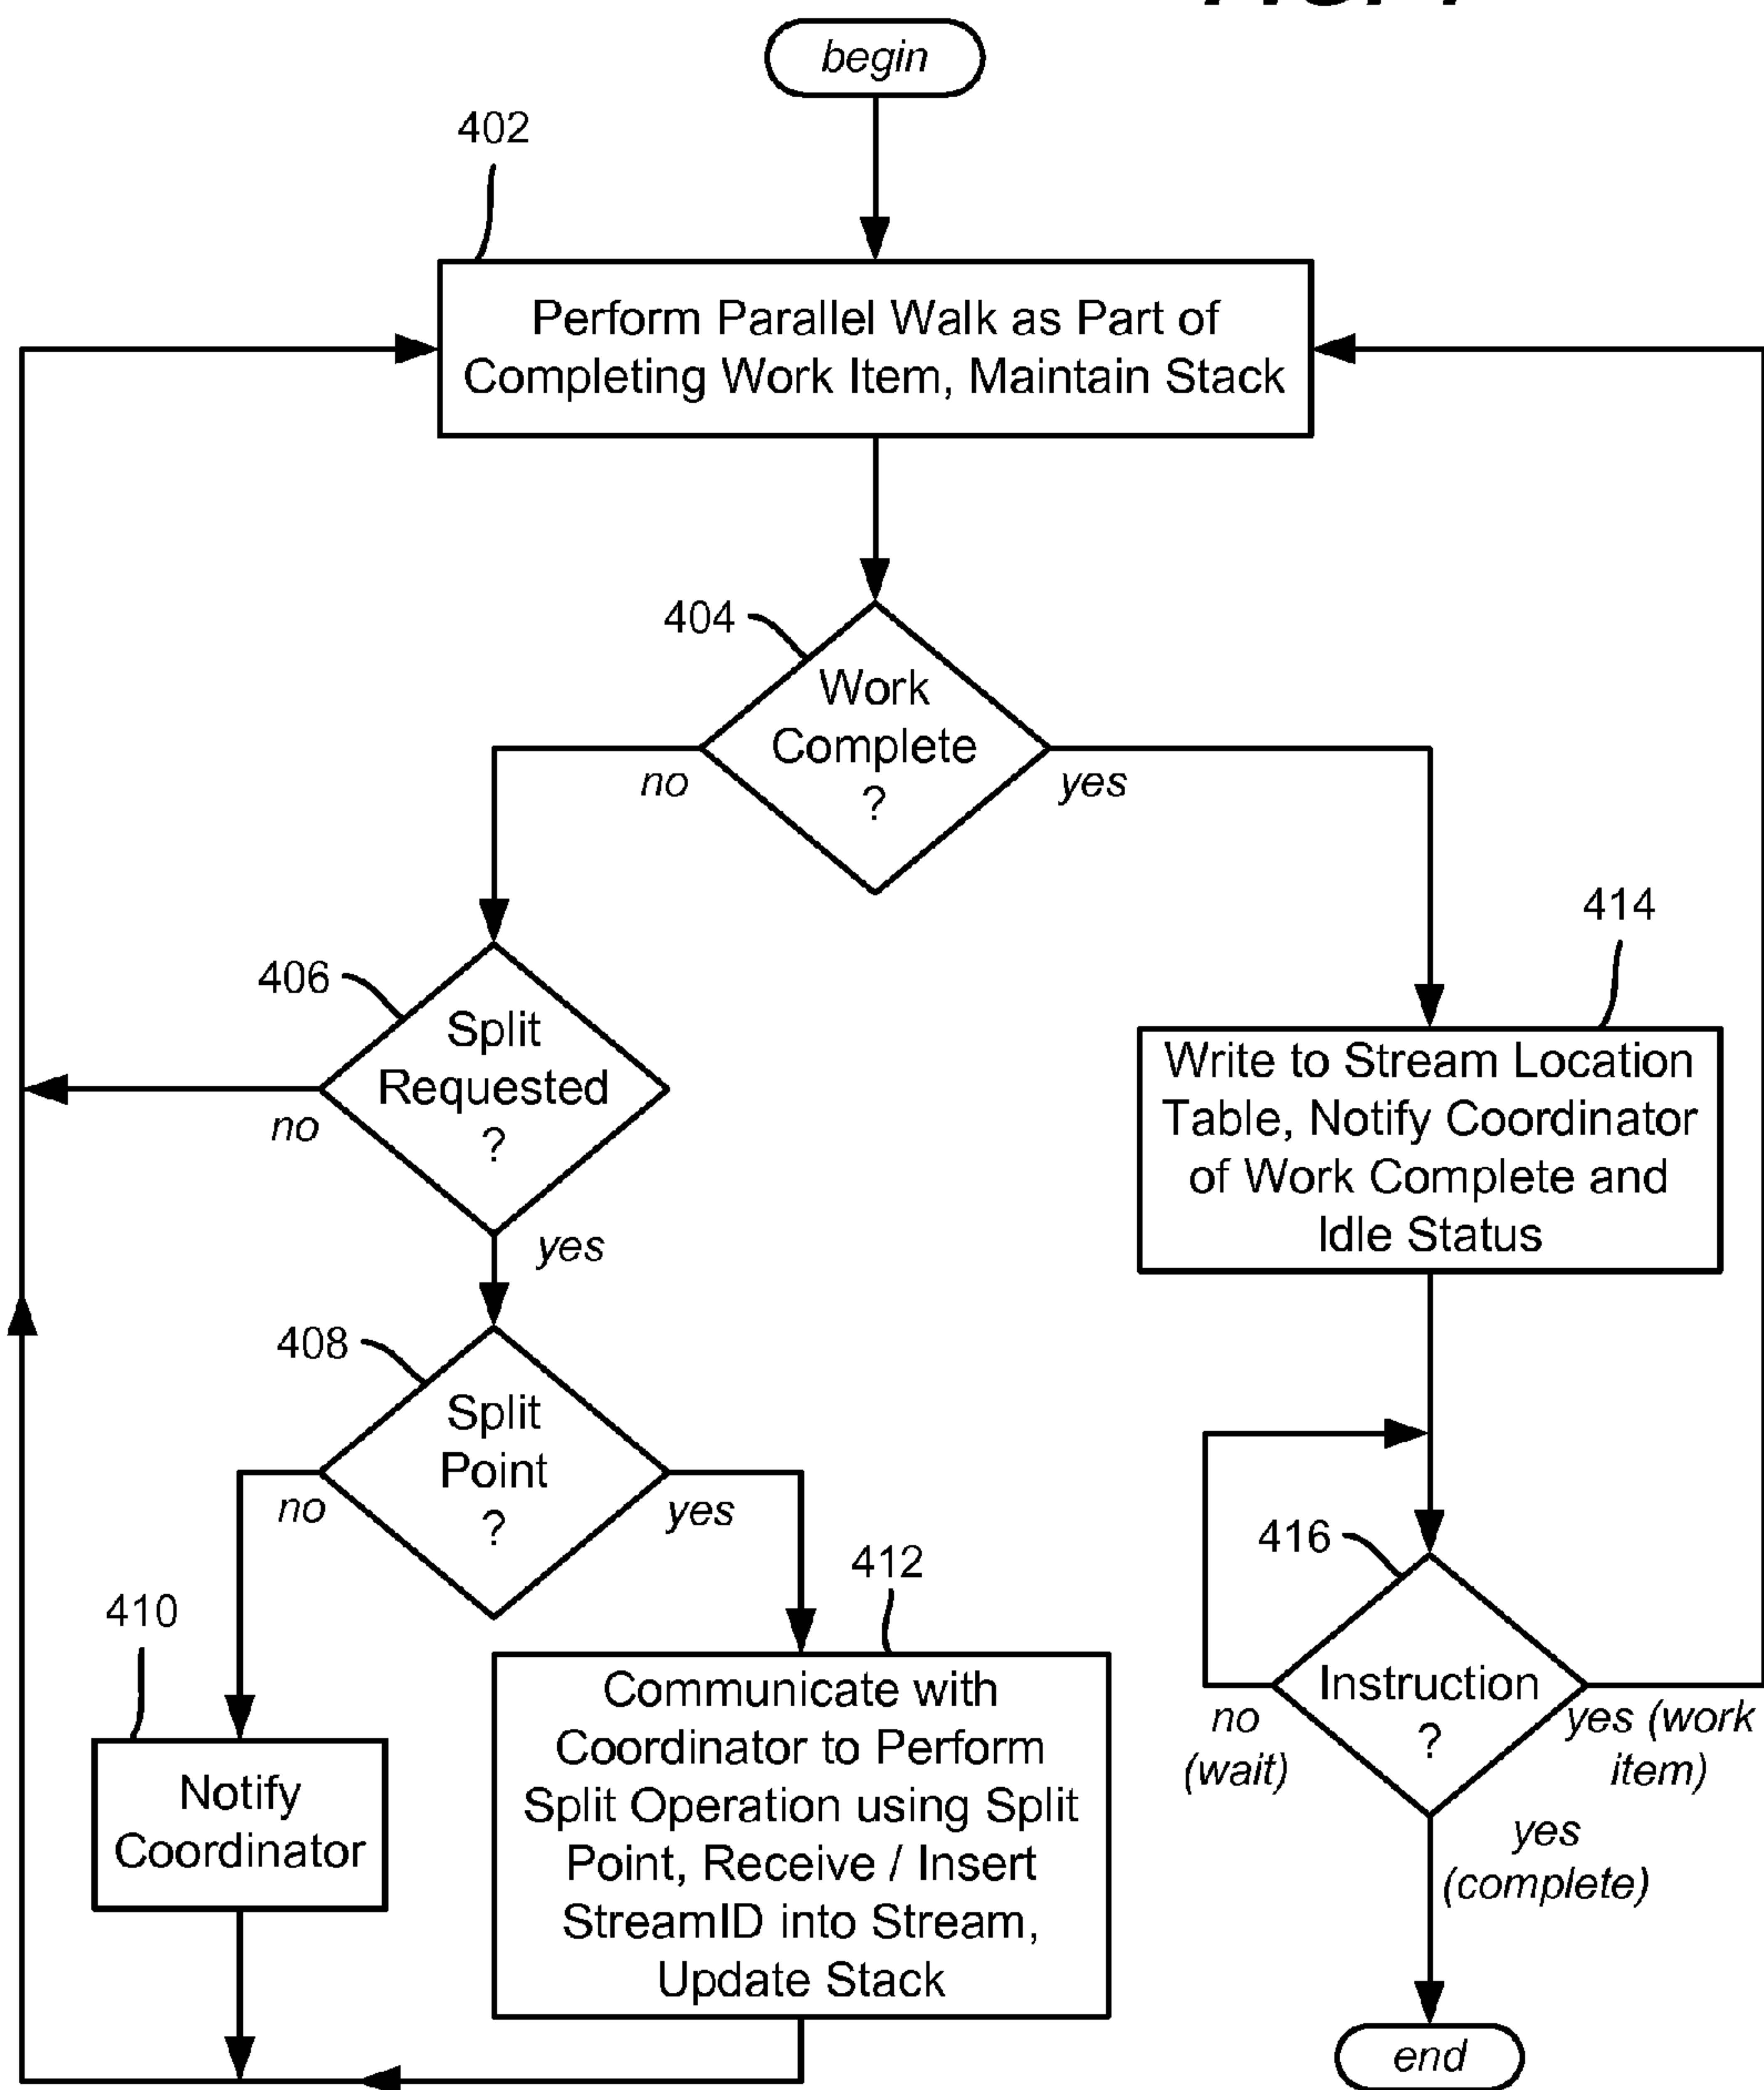 begin
402
Perform Parallel Walk as Part of
Completing Work Item, Maintain Stack
404
Work
Complete
?
no
yes
414
406
Split
Requested
?
no
yes
Write to Stream Location
Table, Notify Coordinator
of Work Complete and
Idle Status
408
Split
Point
?
no
yes
416
Instruction
?
no
(wait)
yes (work
item)
yes
(complete)
410
Notify
Coordinator
412
Communicate with
Coordinator to Perform
Split Operation using Split
Point, Receive / Insert
StreamID into Stream,
Update Stack
end